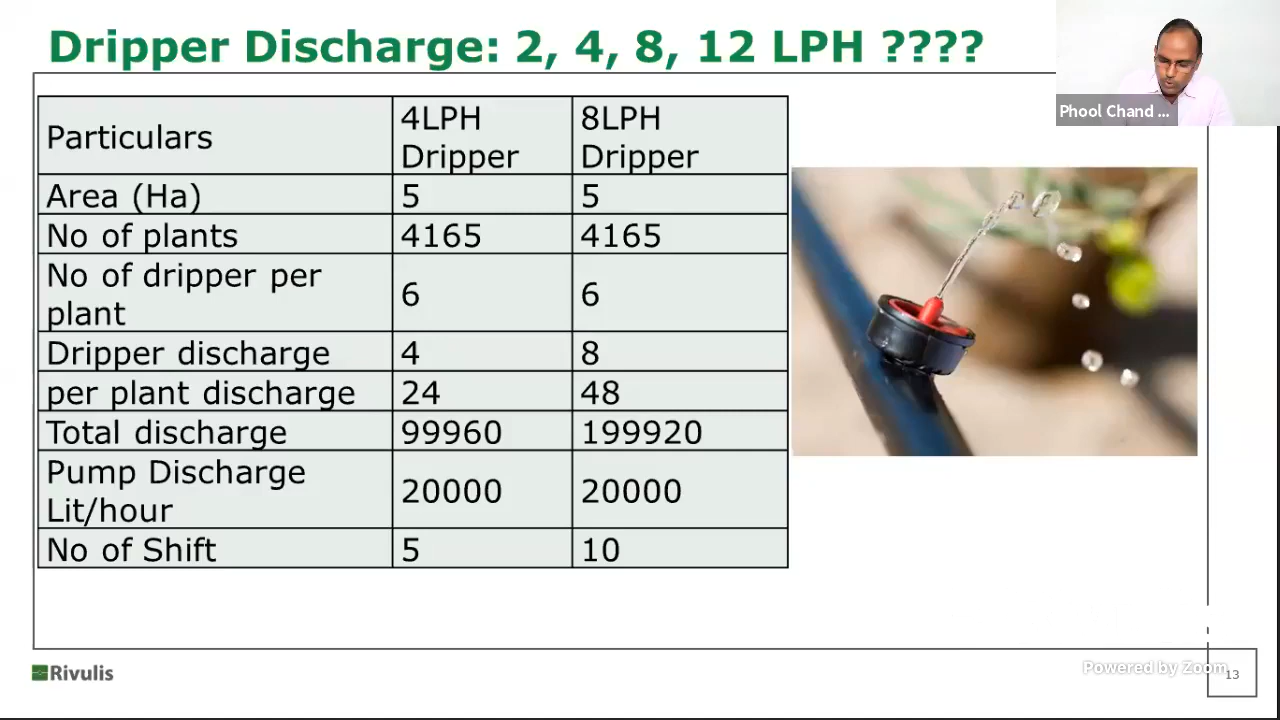 Dripper Discharge: 2, 4, 8, 12 LPH ????
Phool Chand ...
Particulars
4LPH
Dripper
8LPH
Dripper
Area (Ha)
5
5
No of plants
4165
4165
No of dripper per
plant
6
6
Dripper discharge
4
8
per plant discharge
24
48
Total discharge
99960
199920
Pump Discharge
Lit/hour
20000
20000
No of Shift
5
10
Rivulis
Powered by Zoom
13